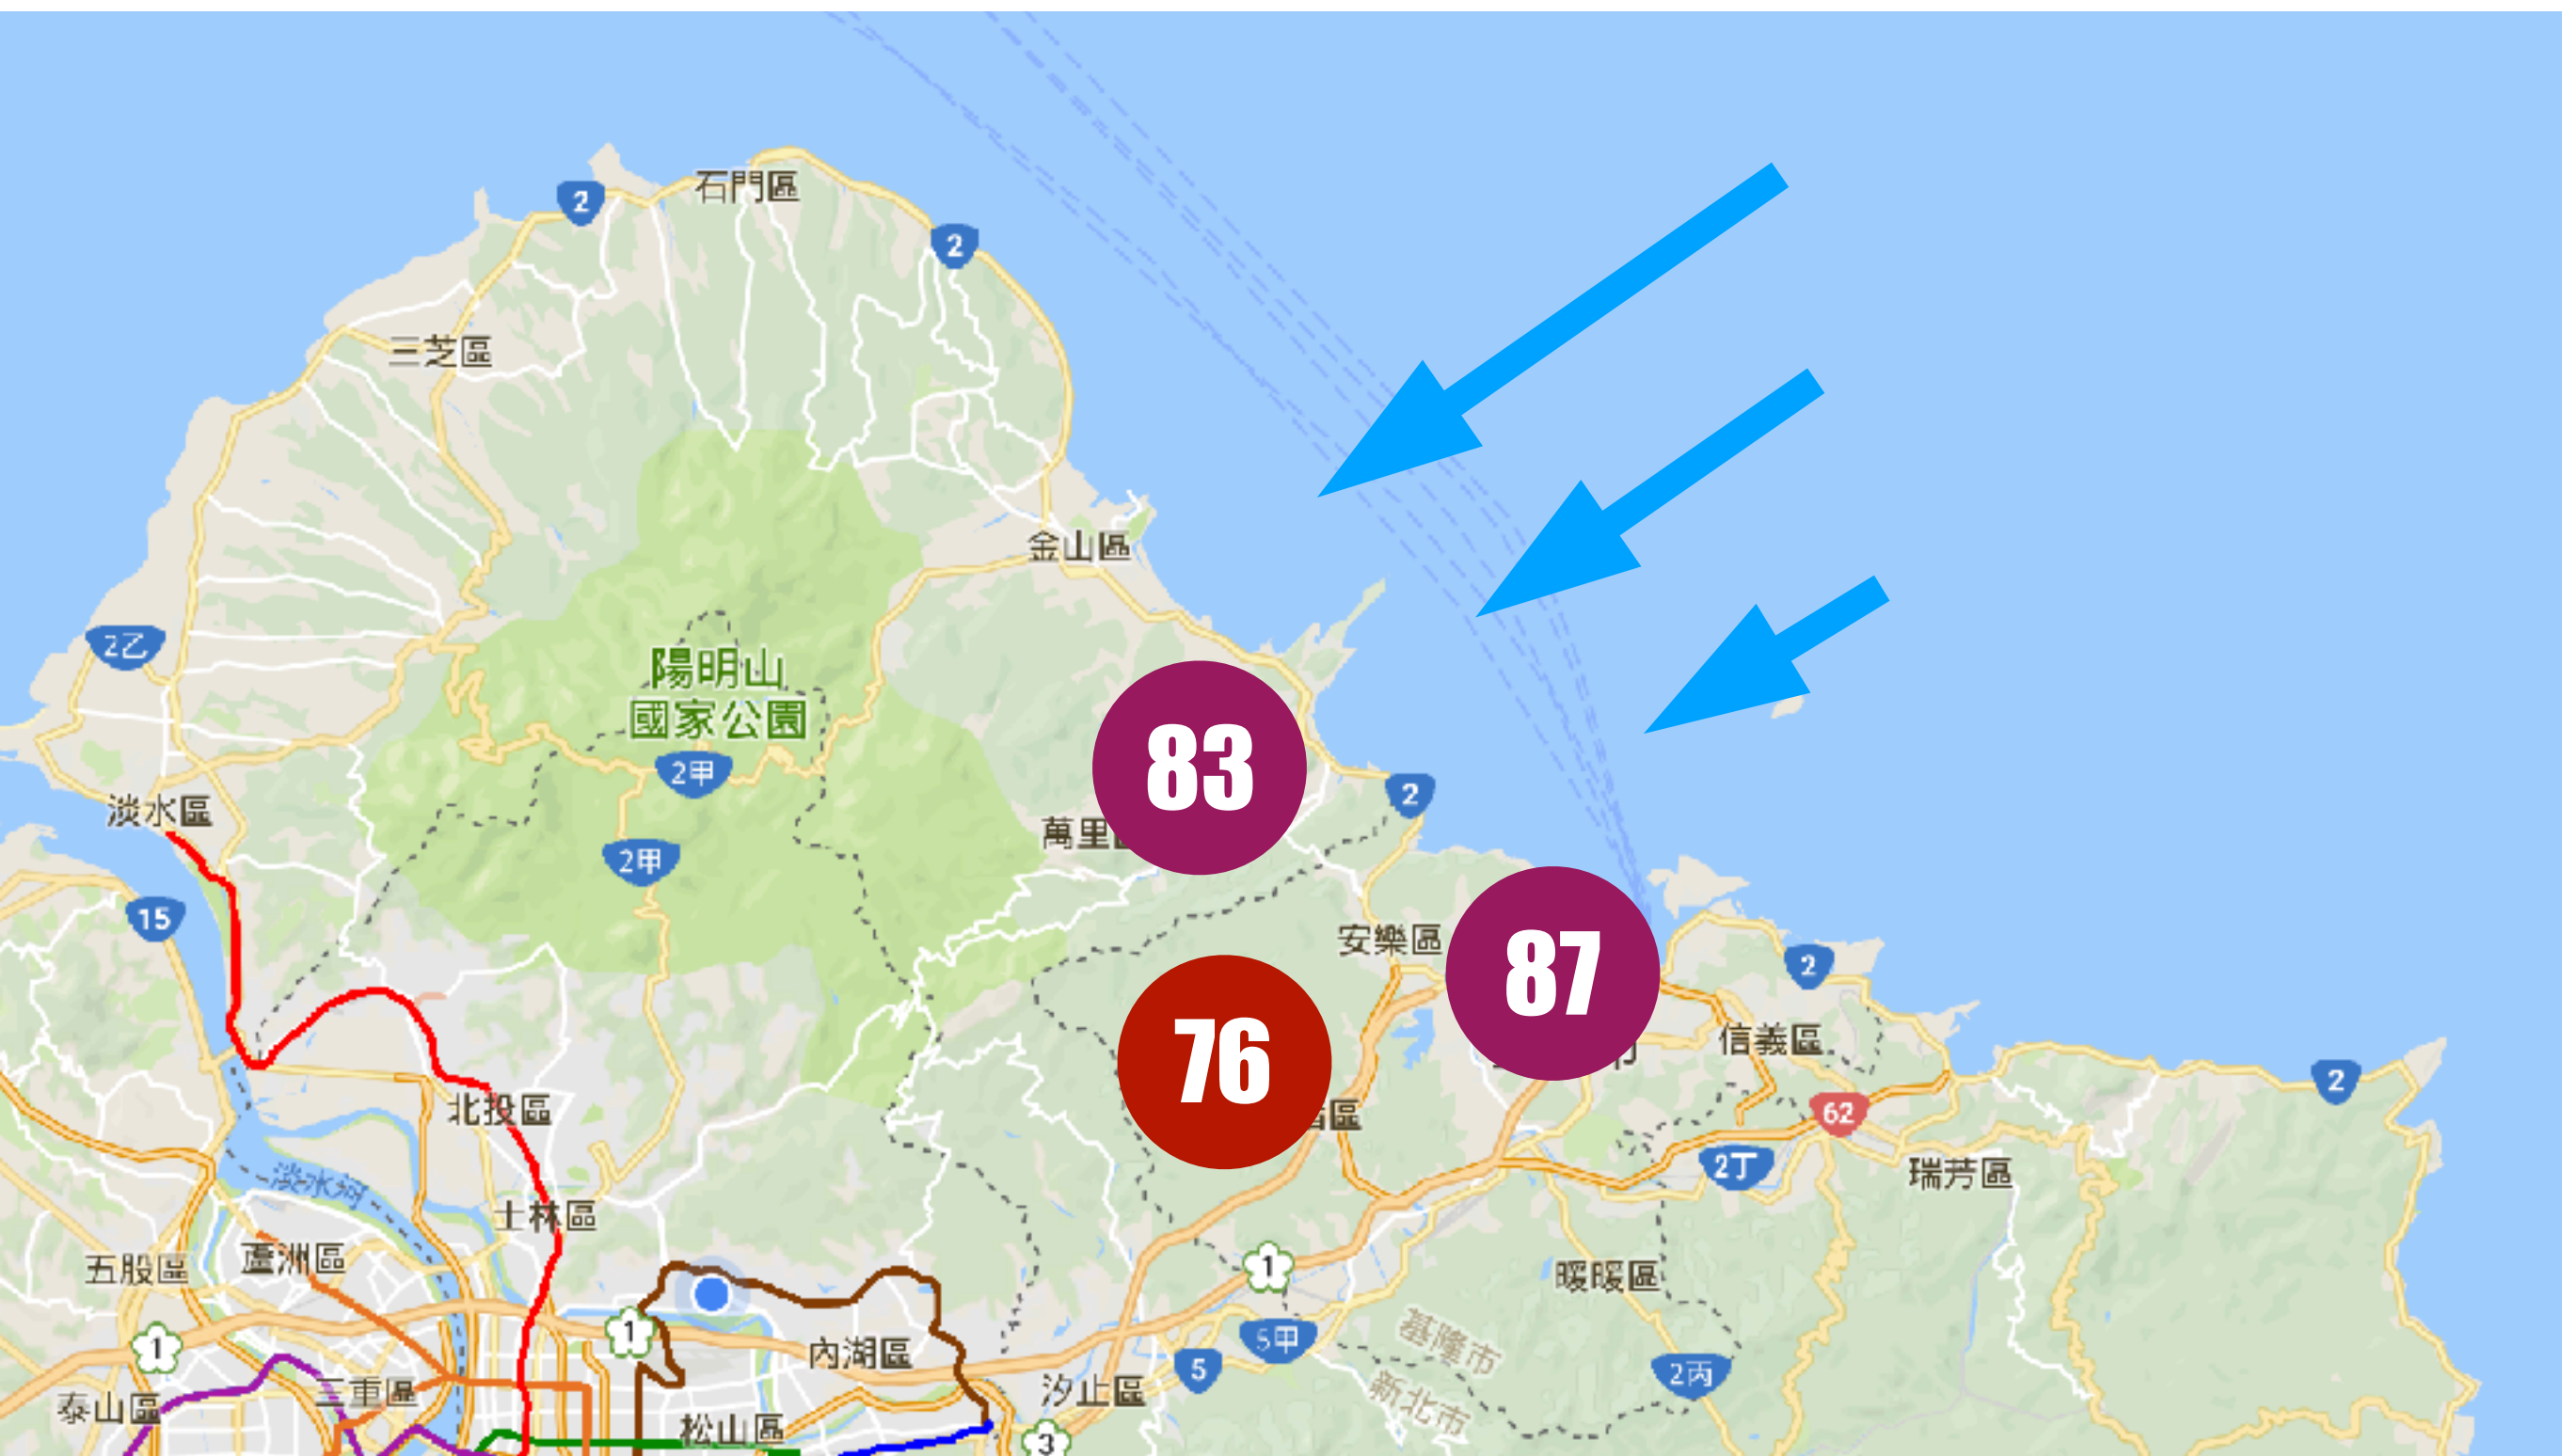 石門區
2
2
三芝區
金山區
2乙
陽明山
國家公園
2甲
83
2
淡水區
萬里
2甲
15
安樂區
87
2
76
信義區
北投區
62
2
2丁
瑞芳區
淡水河
士林區
五股區
蘆洲區
1
暖暖區
1
1
5甲
基隆市
內湖區
5
2丙
三重區
汐止區
新北市
泰山區
松山區
3